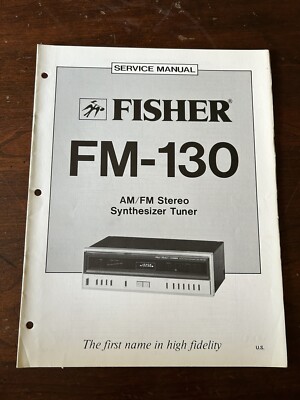 SERVICE MANUAL
FISHER®
FM-130
AM/FM Stereo
Synthesizer Tuner
The first name in high fidelity
U.S.